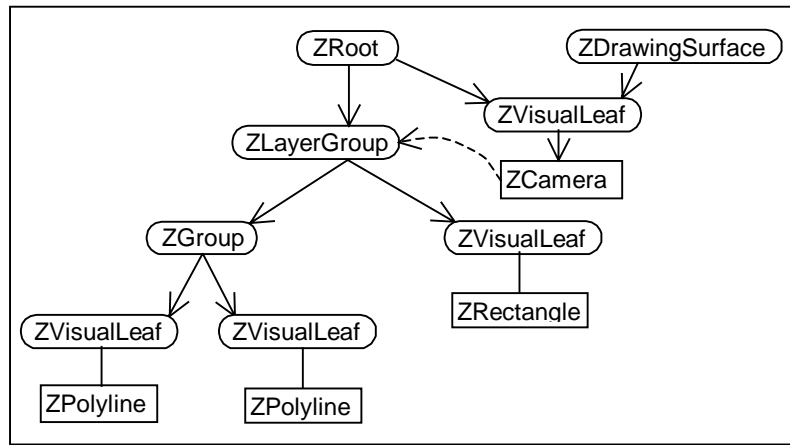 ZRoot
ZDrawingSurface
ZVisualLeaf
ZLayerGroup
ZCamera
ZGroup
ZVisualLeaf
ZRectangle
ZVisualLeaf
ZVisualLeaf
ZPolyline
ZPolyline